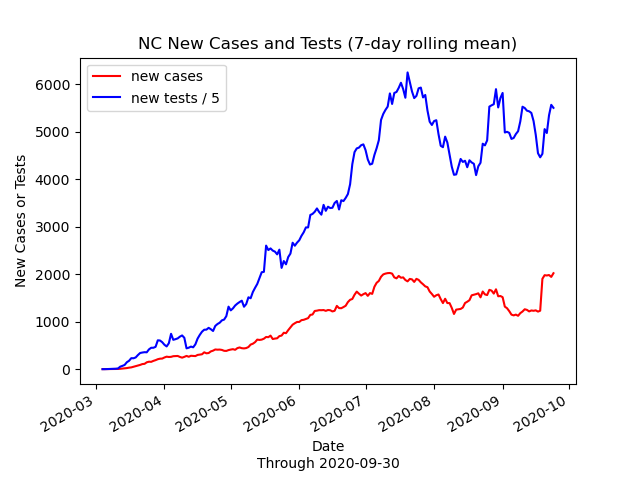 NC New Cases and Tests (7-day rolling mean)
new cases
new tests / 5
6000
5000
4000
3000
2000
1000
0
New Cases or Tests
2020-03
2020-04
2020-05
2020-06
2020-07
2020-08
2020-09
2020-10
Date
Through 2020-09-30